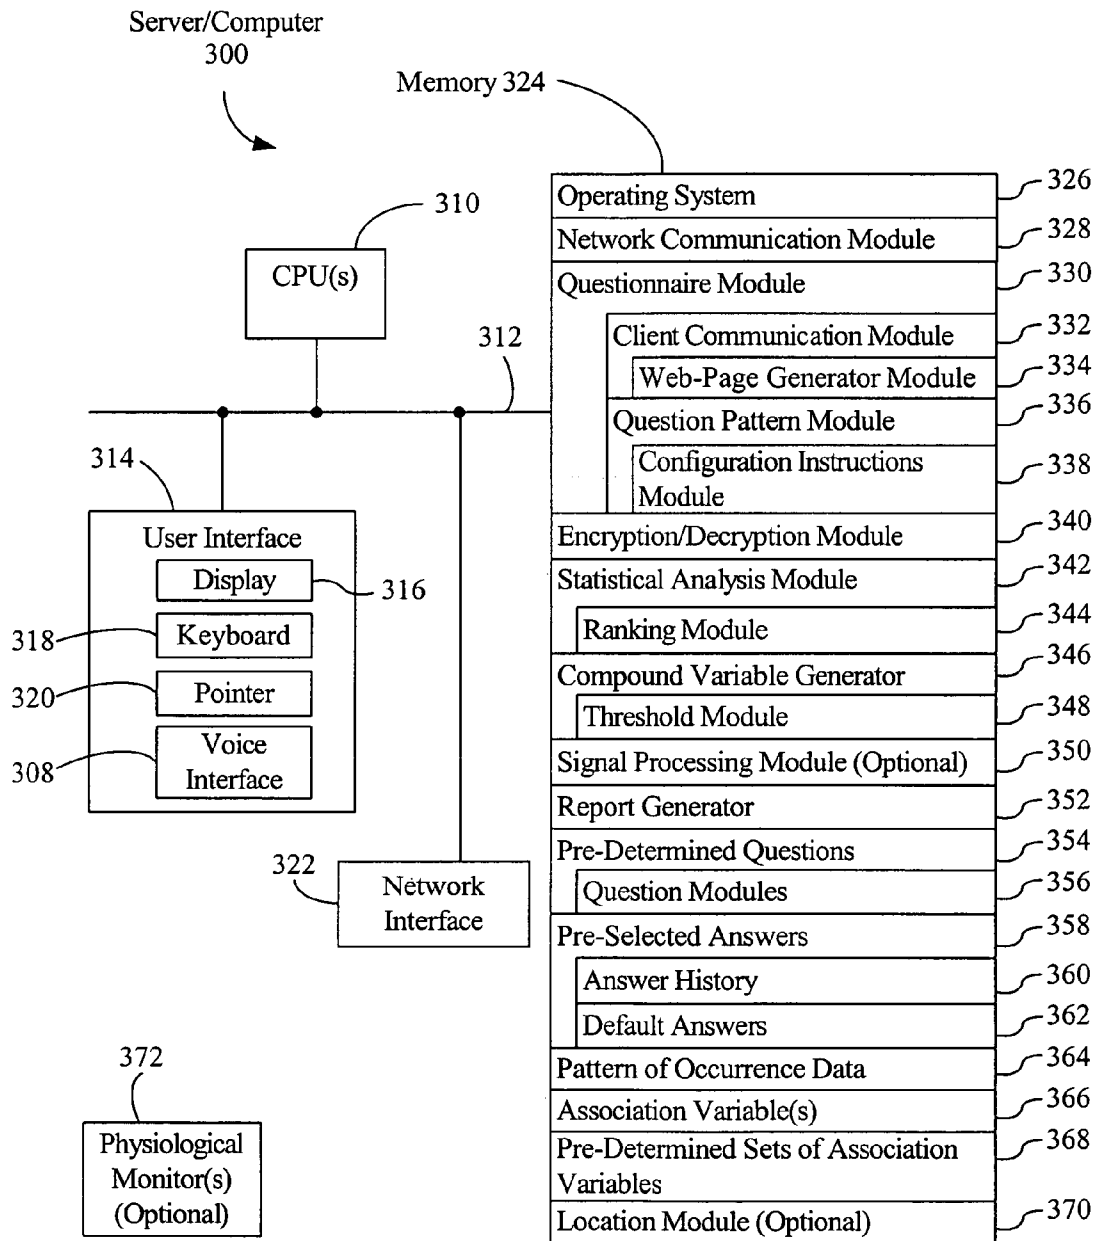 Server/Computer
300
Memory 324
310
CPU(s)
312
314
User Interface
Display
316
318
Keyboard
320
Pointer
308
Voice
Interface
322
Network
Interface
372
Physiological
Monitor(s)
(Optional)
Operating System
326
Network Communication Module
328
Questionnaire Module
330
Client Communication Module
332
Web-Page Generator Module
334
Question Pattern Module
336
Configuration Instructions
Module
338
Encryption/Decryption Module
340
Statistical Analysis Module
342
Ranking Module
344
Compound Variable Generator
346
Threshold Module
348
Signal Processing Module (Optional)
350
Report Generator
352
Pre-Determined Questions
354
Question Modules
356
Pre-Selected Answers
358
Answer History
360
Default Answers
362
Pattern of Occurrence Data
364
Association Variable(s)
366
Pre-Determined Sets of Association
Variables
368
Location Module (Optional)
370